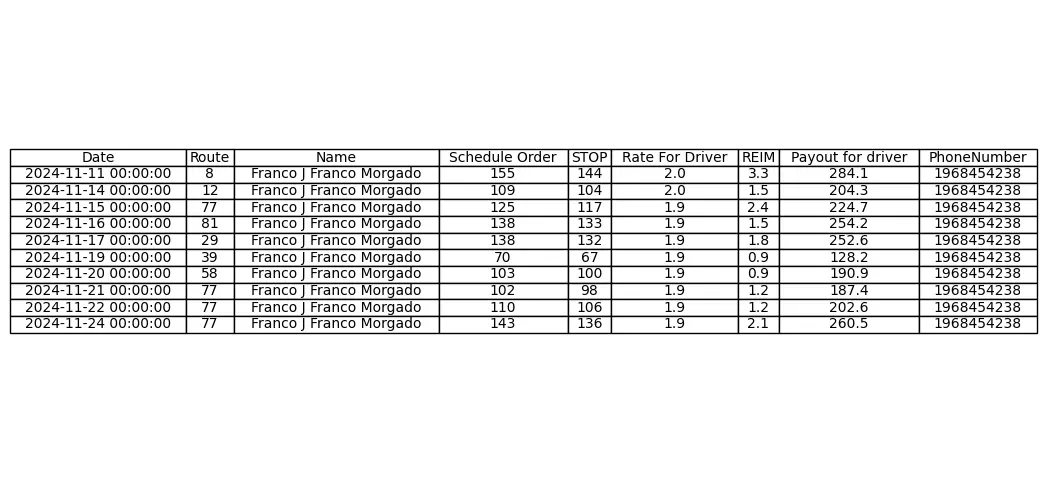 Date Route Name Schedule Order STOP Rate For Driver REIM Payout for driver PhoneNumber
2024-11-11 00:00:00 8 Franco J Franco Morgado 155 144 2.0 3.3 284.1 1968454238
2024-11-14 00:00:00 12 Franco J Franco Morgado 109 104 2.0 1.5 204.3 1968454238
2024-11-15 00:00:00 77 Franco J Franco Morgado 125 117 1.9 2.4 224.7 1968454238
2024-11-16 00:00:00 81 Franco J Franco Morgado 138 133 1.9 1.5 254.2 1968454238
2024-11-17 00:00:00 29 Franco J Franco Morgado 138 132 1.9 1.8 252.6 1968454238
2024-11-19 00:00:00 39 Franco J Franco Morgado 70 67 1.9 0.9 128.2 1968454238
2024-11-20 00:00:00 58 Franco J Franco Morgado 103 100 1.9 0.9 190.9 1968454238
2024-11-21 00:00:00 77 Franco J Franco Morgado 102 98 1.9 1.2 187.4 1968454238
2024-11-22 00:00:00 77 Franco J Franco Morgado 110 106 1.9 1.2 202.6 1968454238
2024-11-24 00:00:00 77 Franco J Franco Morgado 143 136 1.9 2.1 260.5 1968454238